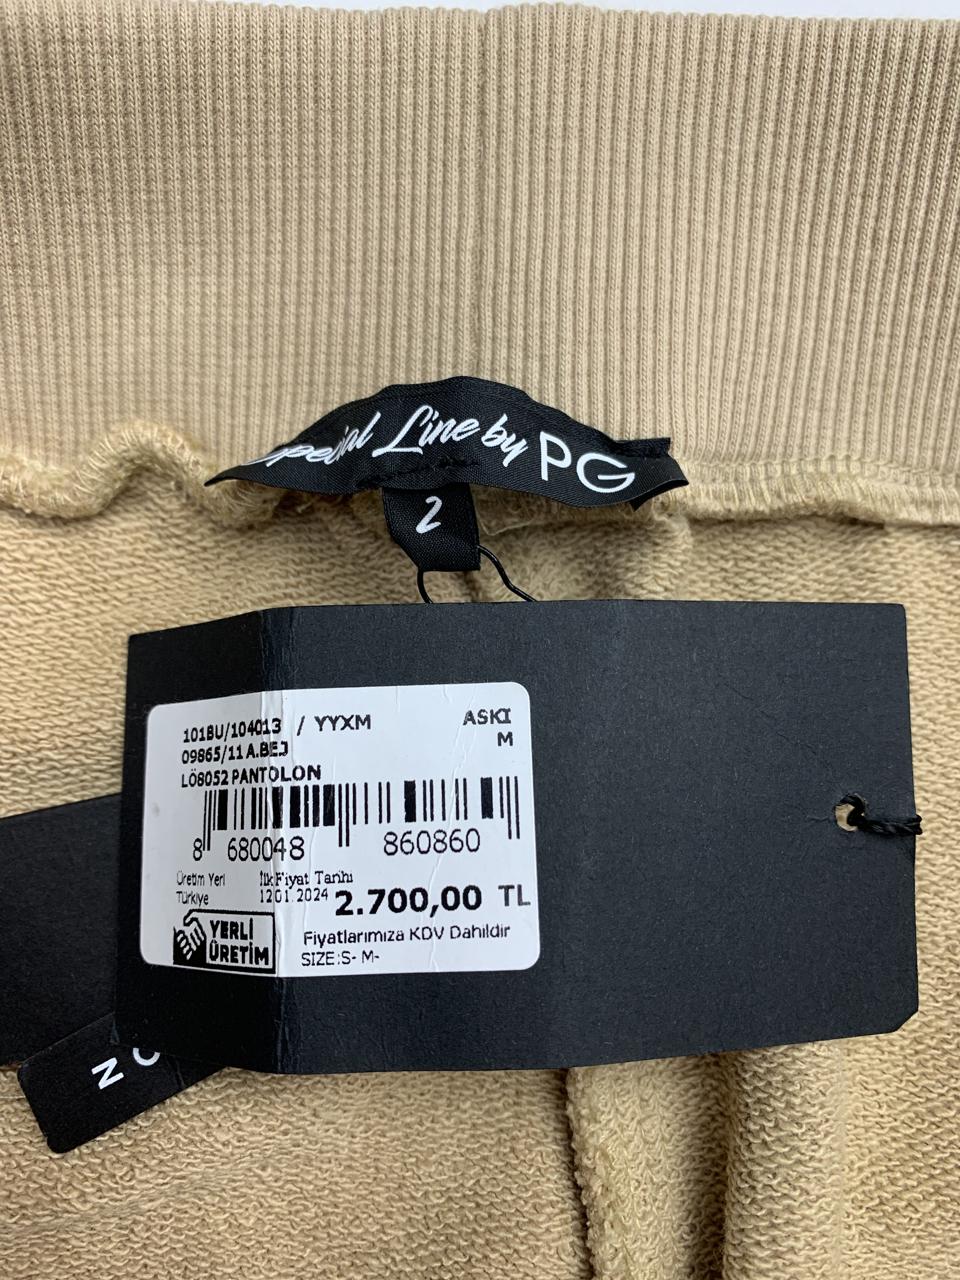 Special Line by PG
2
101BU/104013 / YYXM ASKI
09865/11 A.BEJ M
LÖ8052 PANTOLON
8 680048 860860
Üretim Yeri İlk Fiyat Tarihi
Türkiye 12.01.2024 2.700,00 TL
YERLİ
ÜRETİM
Fiyatlarımıza KDV Dahildir
SIZE:S- M-